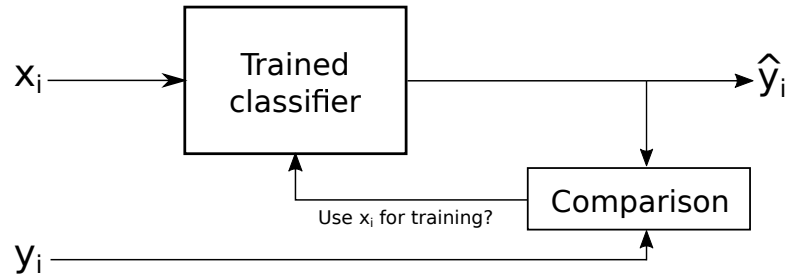 xᵢ
Trained
classifier
ŷᵢ
Comparison
Use xᵢ for training?
yᵢ